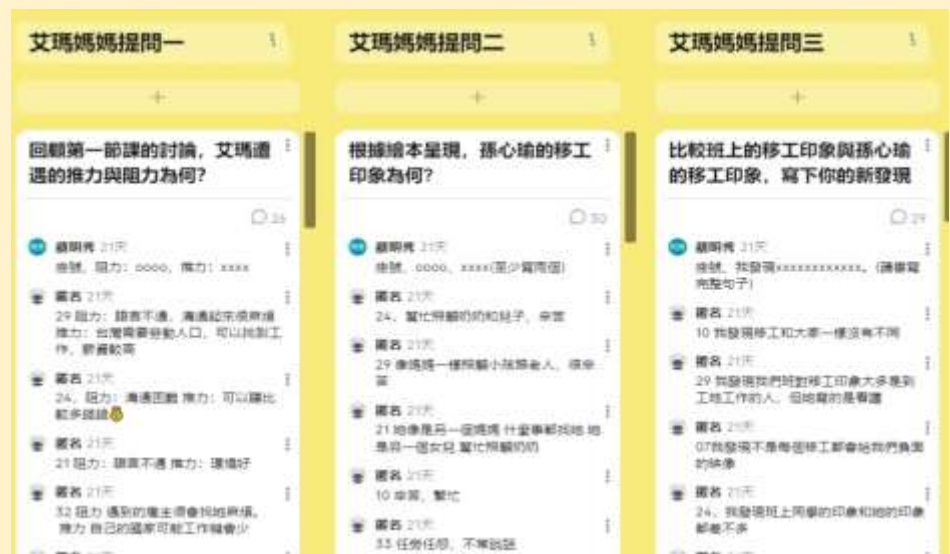 艾瑪媽媽提問一
回顧第一節課的討論，艾瑪遭
遇的推力與阻力為何？
26
21天
座號、阻力：oooo，推力：xxxx
匿名 21天
29 阻力：語言不通，溝通起來很麻煩
推力：台灣需要勞動人口，可以找到工
作，薪資較高
匿名 21天
24、阻力：溝通困難 推力：可以賺比
較多錢錢💰
匿名 21天
21 阻力：語言不通 推力：環境好
匿名 21天
32 阻力 遇到的雇主很會找她麻煩。
推力 自己的國家可能工作機會少
匿名
艾瑪媽媽提問二
根據繪本呈現，孫心瑜的移工
印象為何？
30
21天
座號、oooo、xxxx(至少寫兩個)
匿名 21天
24、幫忙照顧奶奶和兒子、辛苦
匿名 21天
29 像媽媽一樣照顧小孩跟老人，很辛
苦
匿名 21天
21 她像是另一個媽媽 什麼事都找她 她
是另一個女兒 幫忙照顧奶奶
匿名 21天
10 辛苦、繁忙
匿名 21天
33 任勞任怨、不常說話
艾瑪媽媽提問三
比較班上的移工印象與孫心瑜
的移工印象，寫下你的新發現
29
21天
座號、我發現xxxxxxxxxxxx。(請書寫
完整句子)
匿名 21天
10 我發現移工和大家一樣沒有不同
匿名 21天
29 我發現我們班對移工印象大多是到
工地工作的人，但她寫的是看護
匿名 21天
07我發現不是每個移工都會給我們負面
的映像
匿名 21天
24、我發現班上同學的印象和她的印象
都差不多
匿名